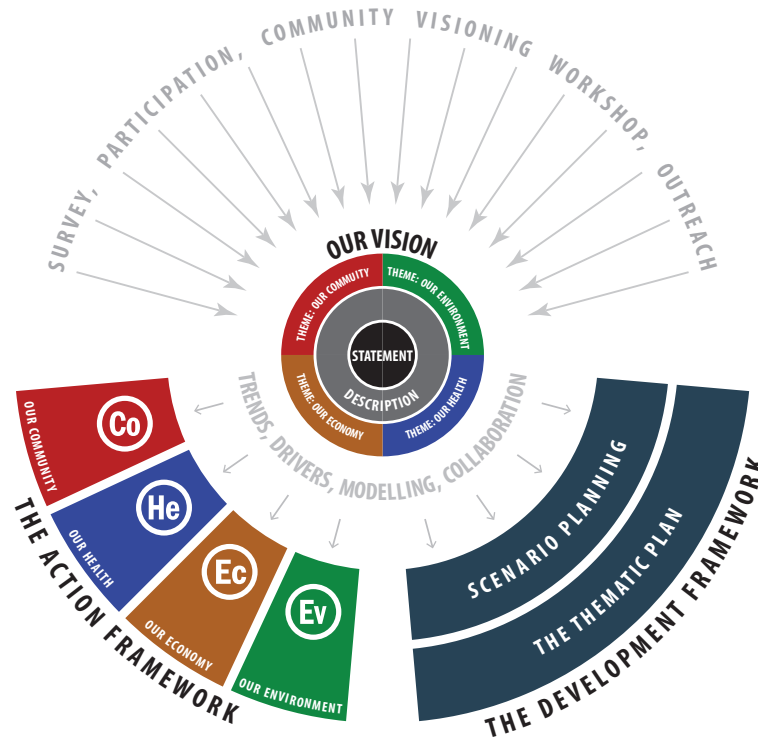 SURVEY, PARTICIPATION, COMMUNITY VISIONING WORKSHOP, OUTREACH
OUR VISION
THEME: OUR COMMUITY
THEME: OUR ENVIRONMENT
STATEMENT
DESCRIPTION
THEME: OUR ECONOMY
THEME: OUR HEALTH
TRENDS, DRIVERS, MODELLING, COLLABORATION
OUR COMMUNITY
Co
OUR HEALTH
He
OUR ECONOMY
Ec
OUR ENVIRONMENT
Ev
THE ACTION FRAMEWORK
SCENARIO PLANNING
THE THEMATIC PLAN
THE DEVELOPMENT FRAMEWORK